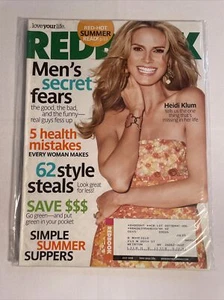 love your life.
RED-HOT
SUMMER
READ
REDB K
Men's
secret
fears
the good, the bad,
and the funny—
real guys fess up
Heidi Klum
tells us the one
thing that's
missing in her life
5 health
mistakes
EVERY WOMAN MAKES
62 style
steals
Look great
for less!
SAVE $$$
Go green—and put
green in your pocket
SIMPLE
SUMMER
SUPPERS
REDBOOK